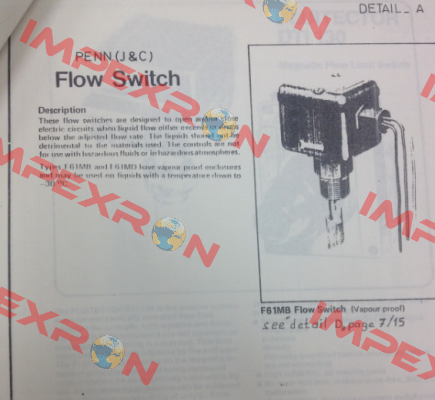 DETAIL - A
PENN (J & C)
Flow Switch
Description
These flow switches are designed to open and/or close
electric circuits when liquid flow either exceeds or drops
below the adjusted flow rate. The liquids should not be
detrimental to the materials used. The controls are not
for use with hazardous fluids or in hazardous atmospheres.
Types F61MB and F61MD have vapour proof enclosures
and may be used on liquids with a temperature down to
-30 °C.
F61MB Flow Switch (Vapour proof)
see detail D, page 7/15
IMPEXRON
IMPEXRON
IMPEXRON
IMPEXRON
IMPEXRON
IMPEXRON